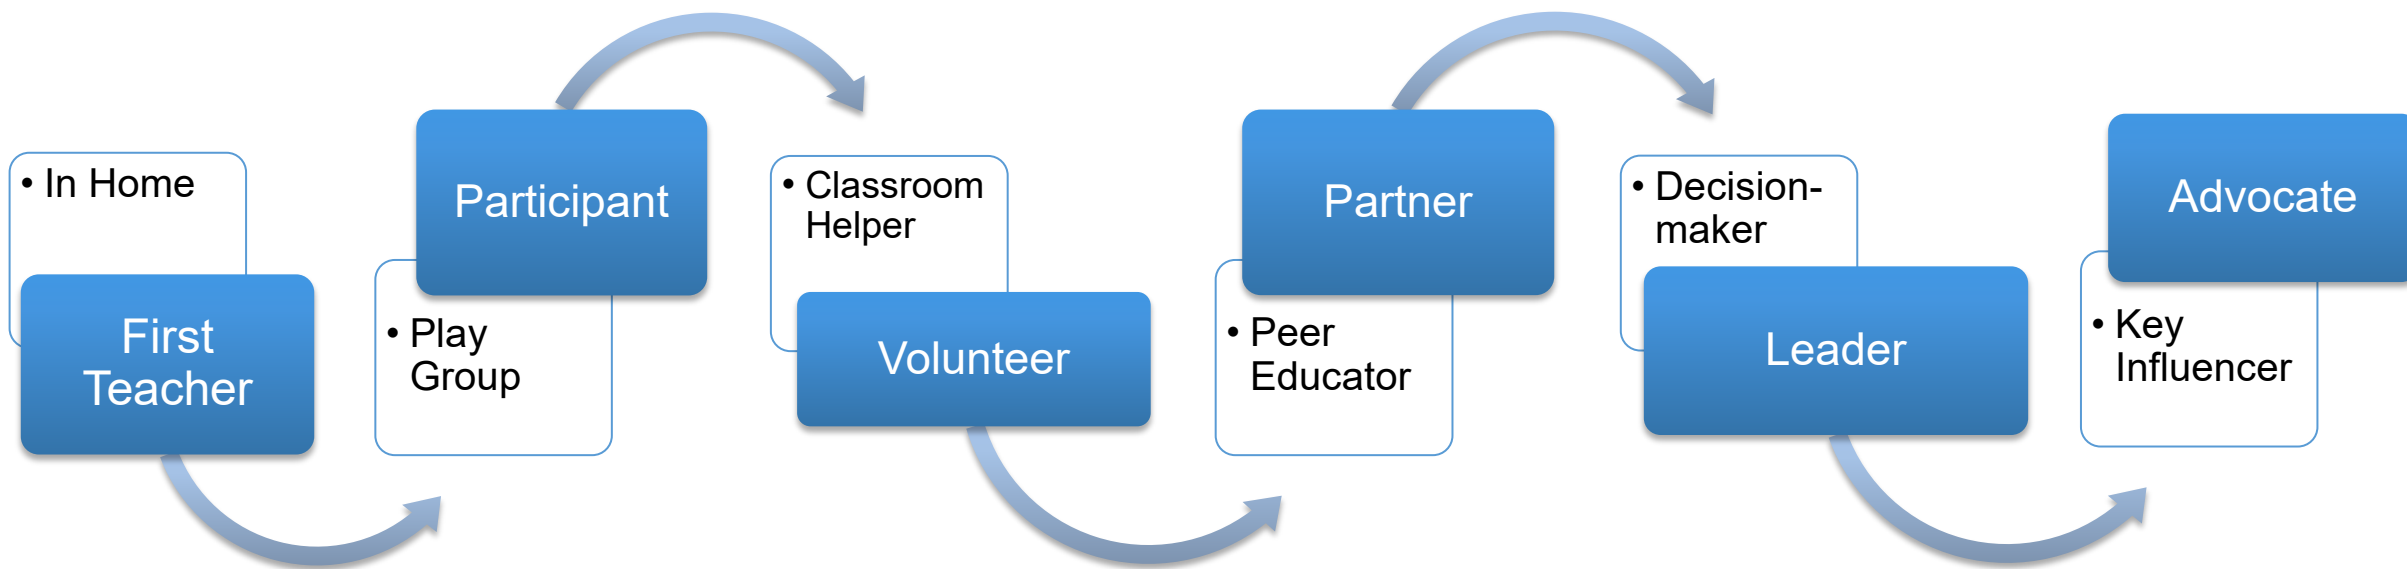 • In Home
First
Teacher
Participant
• Play
Group
• Classroom
Helper
Volunteer
Partner
• Peer
Educator
• Decision-
maker
Leader
Advocate
• Key
Influencer